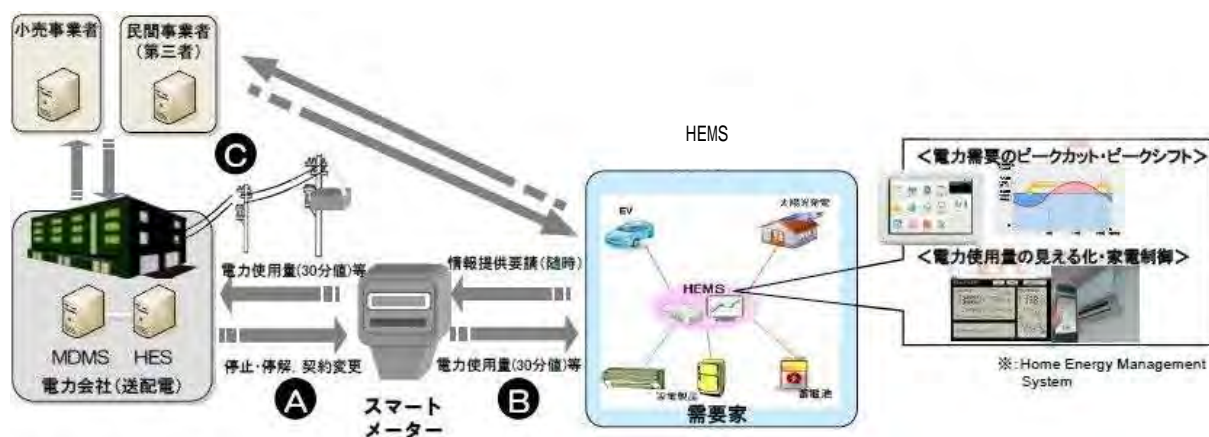 小売事業者
民間事業者
(第三者)
C
HEMS
<電力需要のピークカット・ピークシフト>
EV
太陽光発電
電力使用量(30分値)等
情報提供要請(随時)
<電力使用量の見える化・家電制御>
HEMS
MDMS
HES
停止・停解、契約変更
電力使用量(30分値)等
電力会社(送配電)
A
B
スマート
メーター
家電製品
蓄電池
需要家
※:Home Energy Management
System